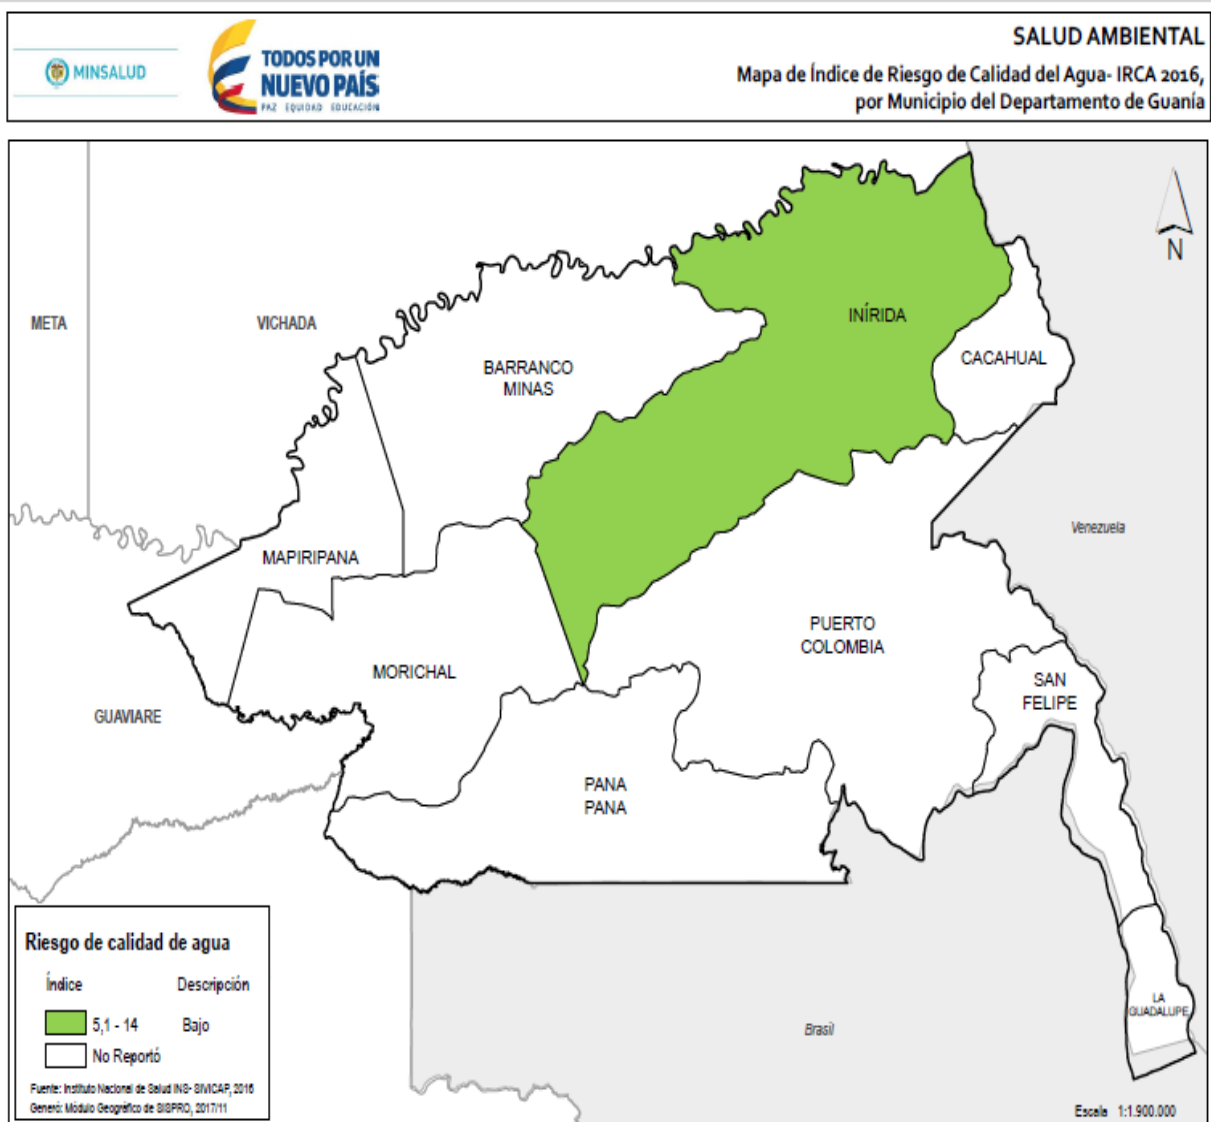 MINSALUD
TODOS POR UN
NUEVO PAÍS
PAZ EQUIDAD EDUCACIÓN
SALUD AMBIENTAL
Mapa de Índice de Riesgo de Calidad del Agua- IRCA 2016,
por Municipio del Departamento de Guanía
N
META
VICHADA
INÍRIDA
BARRANCO
MINAS
CACAHUAL
Venezuela
MAPIRIPANA
PUERTO
COLOMBIA
MORICHAL
SAN
FELIPE
GUAVIARE
PANA
PANA
LA
GUADALUPE
Brasil
Riesgo de calidad de agua
Índice Descripción
5,1 - 14 Bajo
No Reportó
Fuente: Instituto Nacional de Salud INS- SIVICAP, 2016
Generó: Módulo Geográfico de SISPRO, 2017/11
Escala 1:1.900.000